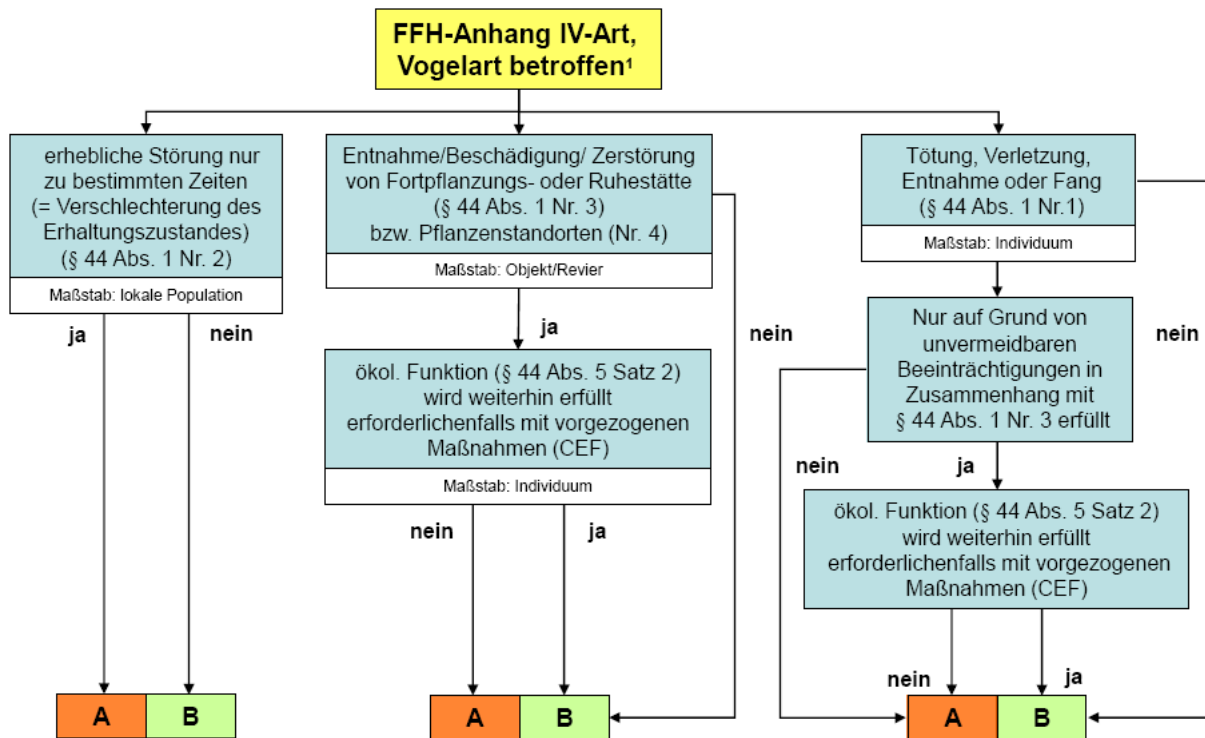 FFH-Anhang IV-Art,
Vogelart betroffen¹
erhebliche Störung nur
zu bestimmten Zeiten
(= Verschlechterung des
Erhaltungszustandes)
(§ 44 Abs. 1 Nr. 2)
Maßstab: lokale Population
ja
nein
A
B
Entnahme/Beschädigung/ Zerstörung
von Fortpflanzungs- oder Ruhestätte
(§ 44 Abs. 1 Nr. 3)
bzw. Pflanzenstandorten (Nr. 4)
Maßstab: Objekt/Revier
ja
nein
ökol. Funktion (§ 44 Abs. 5 Satz 2)
wird weiterhin erfüllt
erforderlichenfalls mit vorgezogenen
Maßnahmen (CEF)
Maßstab: Individuum
nein
ja
A
B
Tötung, Verletzung,
Entnahme oder Fang
(§ 44 Abs. 1 Nr.1)
Maßstab: Individuum
nein
Nur auf Grund von
unvermeidbaren
Beeinträchtigungen in
Zusammenhang mit
§ 44 Abs. 1 Nr. 3 erfüllt
nein
ja
ökol. Funktion (§ 44 Abs. 5 Satz 2)
wird weiterhin erfüllt
erforderlichenfalls mit vorgezogenen
Maßnahmen (CEF)
nein
ja
A
B